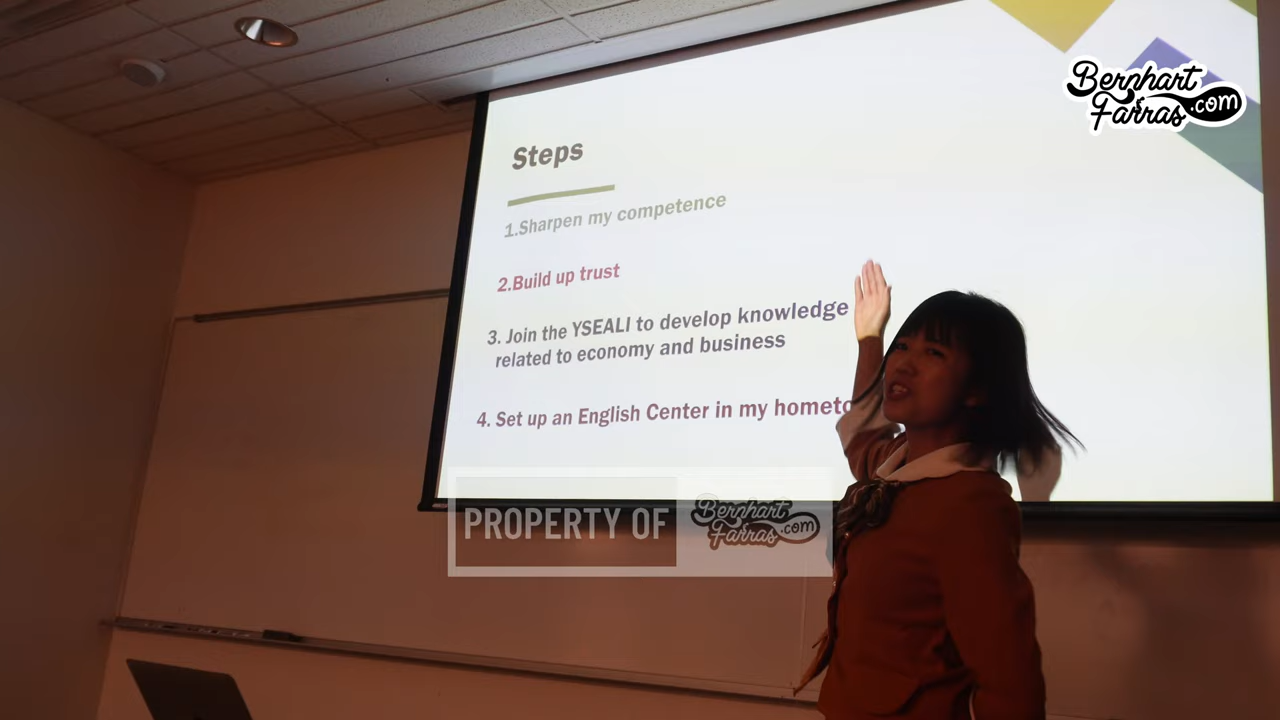 Bernhart
& Farras .com
Steps
1.Sharpen my competence
2.Build up trust
3. Join the YSEALI to develop knowledge
related to economy and business
4. Set up an English Center in my hometo
PROPERTY OF
Bernhart
& Farras .com